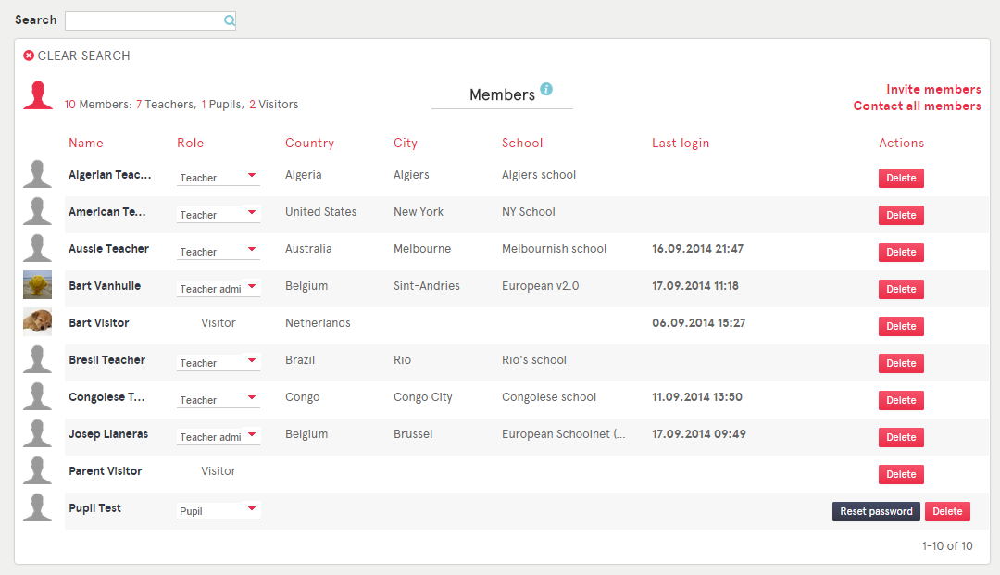 Search
CLEAR SEARCH
10 Members: 7 Teachers, 1 Pupils, 2 Visitors
Members i
Invite members
Contact all members
Name Role Country City School Last login Actions
Algerian Teac... Teacher Algeria Algiers Algiers school Delete
American Te... Teacher United States New York NY School Delete
Aussie Teacher Teacher Australia Melbourne Melbournish school 16.09.2014 21:47 Delete
Bart Vanhulle Teacher admi Belgium Sint-Andries European v2.0 17.09.2014 11:18 Delete
Bart Visitor Visitor Netherlands 06.09.2014 15:27 Delete
Bresil Teacher Teacher Brazil Rio Rio's school Delete
Congolese T... Teacher Congo Congo City Congolese school 11.09.2014 13:50 Delete
Josep Llaneras Teacher admi Belgium Brussel European Schoolnet (... 17.09.2014 09:49 Delete
Parent Visitor Visitor Delete
Pupil Test Pupil Reset password Delete
1-10 of 10